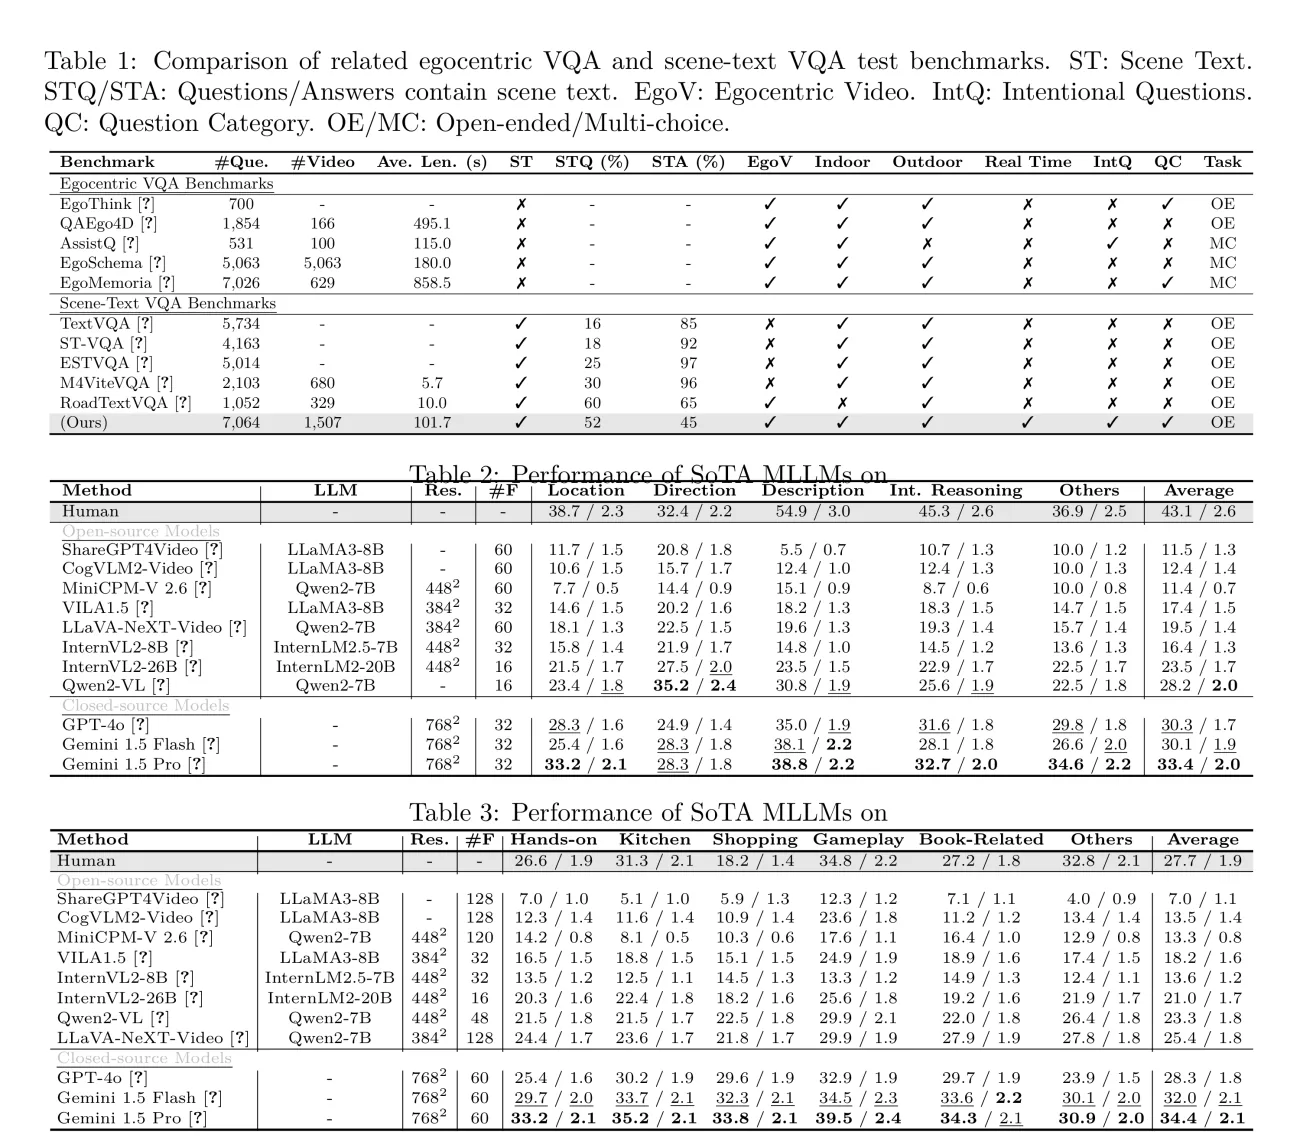 Table 1: Comparison of related egocentric VQA and scene-text VQA test benchmarks. ST: Scene Text.
STQ/STA: Questions/Answers contain scene text. EgoV: Egocentric Video. IntQ: Intentional Questions.
QC: Question Category. OE/MC: Open-ended/Multi-choice.
Benchmark #Que. #Video Ave. Len. (s) ST STQ (%) STA (%) EgoV Indoor Outdoor Real Time IntQ QC Task
Egocentric VQA Benchmarks
EgoThink [?] 700 - - ✗ - - ✓ ✓ ✓ ✗ ✗ ✓ OE
QAEgo4D [?] 1,854 166 495.1 ✗ - - ✓ ✓ ✓ ✗ ✗ ✗ OE
AssistQ [?] 531 100 115.0 ✗ - - ✓ ✓ ✗ ✗ ✓ ✗ MC
EgoSchema [?] 5,063 5,063 180.0 ✗ - - ✓ ✓ ✓ ✗ ✗ ✗ MC
EgoMemoria [?] 7,026 629 858.5 ✗ - - ✓ ✓ ✓ ✗ ✗ ✓ MC
Scene-Text VQA Benchmarks
TextVQA [?] 5,734 - - ✓ 16 85 ✗ ✓ ✓ ✗ ✗ ✗ OE
ST-VQA [?] 4,163 - - ✓ 18 92 ✗ ✓ ✓ ✗ ✗ ✗ OE
ESTVQA [?] 5,014 - - ✓ 25 97 ✗ ✓ ✓ ✗ ✗ ✗ OE
M4ViteVQA [?] 2,103 680 5.7 ✓ 30 96 ✗ ✓ ✓ ✗ ✗ ✗ OE
RoadTextVQA [?] 1,052 329 10.0 ✓ 60 65 ✓ ✗ ✓ ✗ ✗ ✗ OE
(Ours) 7,064 1,507 101.7 ✓ 52 45 ✓ ✓ ✓ ✓ ✓ ✓ OE
Table 2: Performance of SoTA MLLMs on
Method LLM Res. #F Location Direction Description Int. Reasoning Others Average
Human - - - 38.7 / 2.3 32.4 / 2.2 54.9 / 3.0 45.3 / 2.6 36.9 / 2.5 43.1 / 2.6
Open-source Models
ShareGPT4Video [?] LLaMA3-8B - 60 11.7 / 1.5 20.8 / 1.8 5.5 / 0.7 10.7 / 1.3 10.0 / 1.2 11.5 / 1.3
CogVLM2-Video [?] LLaMA3-8B - 60 10.6 / 1.5 15.7 / 1.7 12.4 / 1.0 12.4 / 1.3 10.0 / 1.3 12.4 / 1.4
MiniCPM-V 2.6 [?] Qwen2-7B 448² 60 7.7 / 0.5 14.4 / 0.9 15.1 / 0.9 8.7 / 0.6 10.0 / 0.8 11.4 / 0.7
VILA1.5 [?] LLaMA3-8B 384² 32 14.6 / 1.5 20.2 / 1.6 18.2 / 1.3 18.3 / 1.5 14.7 / 1.5 17.4 / 1.5
LLaVA-NeXT-Video [?] Qwen2-7B 384² 60 18.1 / 1.3 22.5 / 1.5 19.6 / 1.3 19.3 / 1.4 15.7 / 1.4 19.5 / 1.4
InternVL2-8B [?] InternLM2.5-7B 448² 32 15.8 / 1.4 21.9 / 1.7 14.8 / 1.0 14.5 / 1.2 13.6 / 1.3 16.4 / 1.3
InternVL2-26B [?] InternLM2-20B 448² 16 21.5 / 1.7 27.5 / 2.0 23.5 / 1.5 22.9 / 1.7 22.5 / 1.7 23.5 / 1.7
Qwen2-VL [?] Qwen2-7B - 16 23.4 / 1.8 35.2 / 2.4 30.8 / 1.9 25.6 / 1.9 22.5 / 1.8 28.2 / 2.0
Closed-source Models
GPT-4o [?] - 768² 32 28.3 / 1.6 24.9 / 1.4 35.0 / 1.9 31.6 / 1.8 29.8 / 1.8 30.3 / 1.7
Gemini 1.5 Flash [?] - 768² 32 25.4 / 1.6 28.3 / 1.8 38.1 / 2.2 28.1 / 1.8 26.6 / 2.0 30.1 / 1.9
Gemini 1.5 Pro [?] - 768² 32 33.2 / 2.1 28.3 / 1.8 38.8 / 2.2 32.7 / 2.0 34.6 / 2.2 33.4 / 2.0
Table 3: Performance of SoTA MLLMs on
Method LLM Res. #F Hands-on Kitchen Shopping Gameplay Book-Related Others Average
Human - - - 26.6 / 1.9 31.3 / 2.1 18.2 / 1.4 34.8 / 2.2 27.2 / 1.8 32.8 / 2.1 27.7 / 1.9
Open-source Models
ShareGPT4Video [?] LLaMA3-8B - 128 7.0 / 1.0 5.1 / 1.0 5.9 / 1.3 12.3 / 1.2 7.1 / 1.1 4.0 / 0.9 7.0 / 1.1
CogVLM2-Video [?] LLaMA3-8B - 128 12.3 / 1.4 11.6 / 1.4 10.9 / 1.4 23.6 / 1.8 11.2 / 1.2 13.4 / 1.4 13.5 / 1.4
MiniCPM-V 2.6 [?] Qwen2-7B 448² 120 14.2 / 0.8 8.1 / 0.5 10.3 / 0.6 17.6 / 1.1 16.4 / 1.0 12.9 / 0.8 13.3 / 0.8
VILA1.5 [?] LLaMA3-8B 384² 32 16.5 / 1.5 18.8 / 1.5 15.1 / 1.5 24.9 / 1.9 18.9 / 1.6 17.4 / 1.5 18.2 / 1.6
InternVL2-8B [?] InternLM2.5-7B 448² 32 13.5 / 1.2 12.5 / 1.1 14.5 / 1.3 13.3 / 1.2 14.9 / 1.3 12.4 / 1.1 13.6 / 1.2
InternVL2-26B [?] InternLM2-20B 448² 16 20.3 / 1.6 22.4 / 1.8 18.2 / 1.6 25.6 / 1.8 19.2 / 1.6 21.9 / 1.7 21.0 / 1.7
Qwen2-VL [?] Qwen2-7B 448² 48 21.5 / 1.8 21.5 / 1.7 22.5 / 1.8 29.9 / 2.1 22.0 / 1.8 26.4 / 1.8 23.3 / 1.8
LLaVA-NeXT-Video [?] Qwen2-7B 384² 128 24.4 / 1.7 23.6 / 1.7 21.8 / 1.7 29.9 / 1.9 27.9 / 1.9 27.8 / 1.8 25.4 / 1.8
Closed-source Models
GPT-4o [?] - 768² 60 25.4 / 1.6 30.2 / 1.9 29.6 / 1.9 32.9 / 1.9 29.7 / 1.9 23.9 / 1.5 28.3 / 1.8
Gemini 1.5 Flash [?] - 768² 60 29.7 / 2.0 33.7 / 2.1 32.3 / 2.1 34.5 / 2.3 33.6 / 2.2 30.1 / 2.0 32.0 / 2.1
Gemini 1.5 Pro [?] - 768² 60 33.2 / 2.1 35.2 / 2.1 33.8 / 2.1 39.5 / 2.4 34.3 / 2.1 30.9 / 2.0 34.4 / 2.1